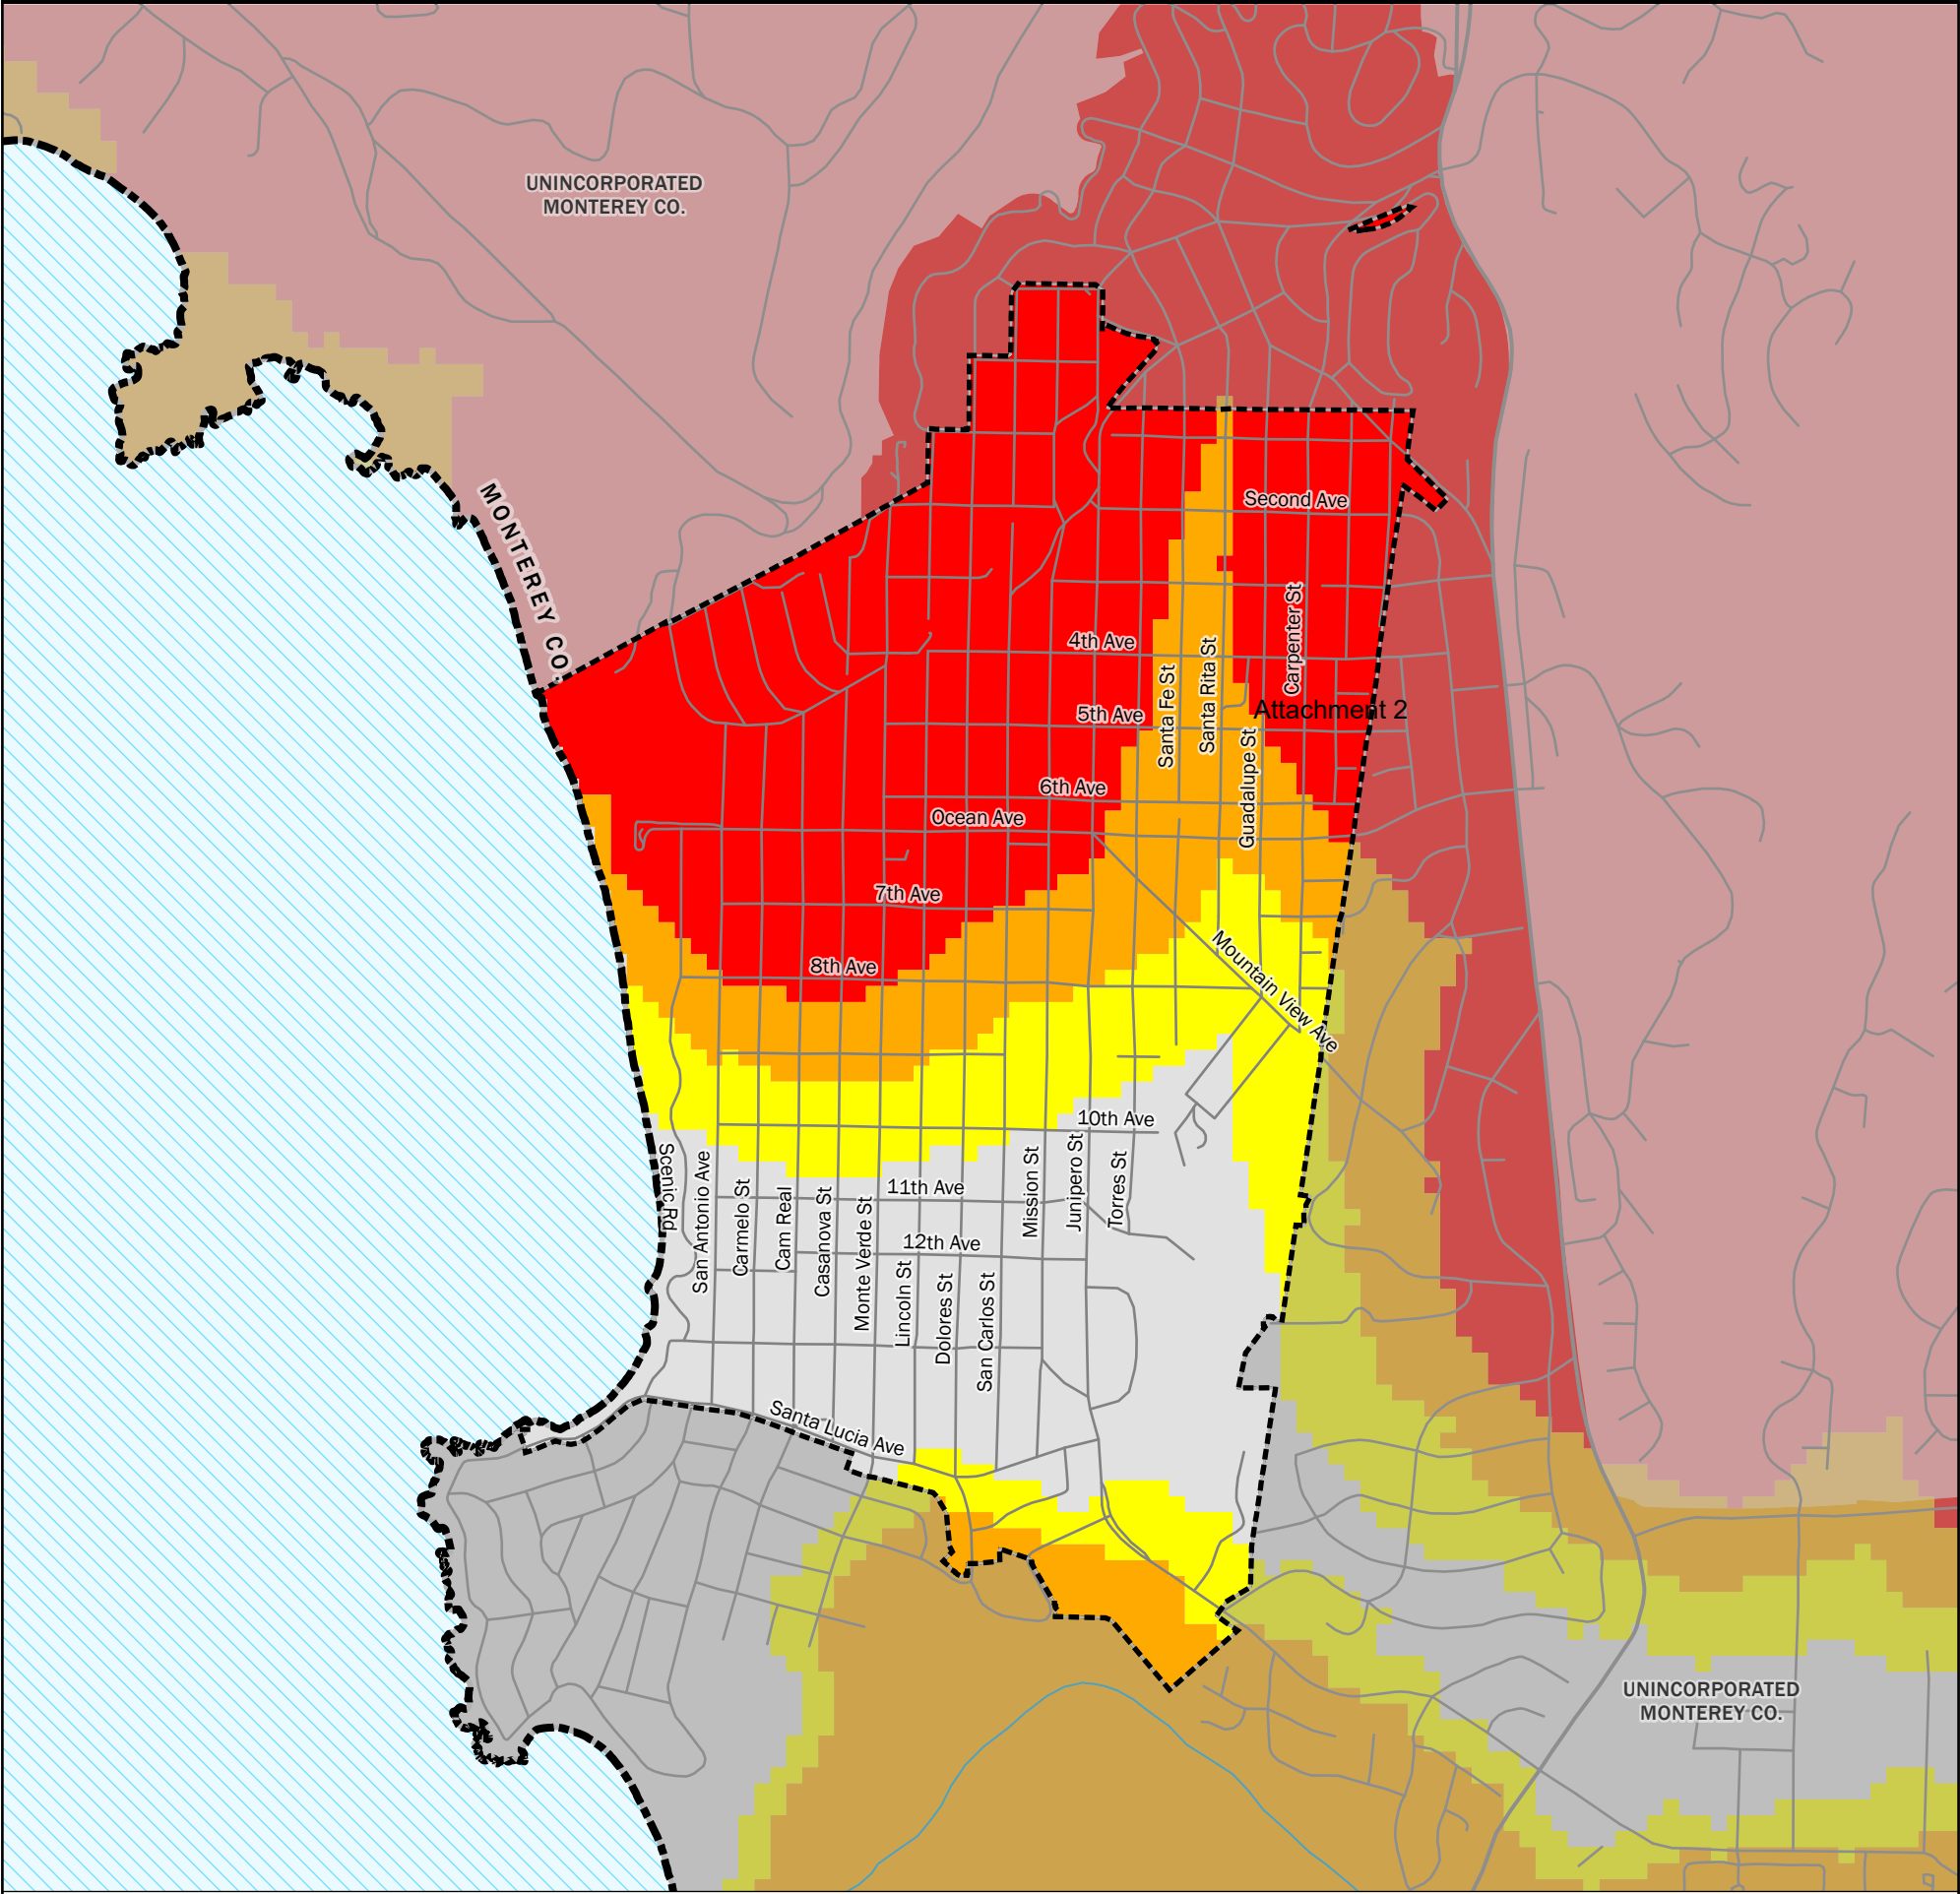 UNINCORPORATED
MONTEREY CO.
MONTEREY CO.
Second Ave
Carpenter St
4th Ave
Santa Fe St
Santa Rita St
Attachment 2
5th Ave
Guadalupe St
6th Ave
Ocean Ave
7th Ave
Mountain View Ave
8th Ave
10th Ave
Scenic Rd
San Antonio Ave
Carmelo St
Cam Real
Casanova St
Monte Verde St
11th Ave
Mission St
Junipero St
Torres St
12th Ave
Lincoln St
Dolores St
San Carlos St
Santa Lucia Ave
UNINCORPORATED
MONTEREY CO.